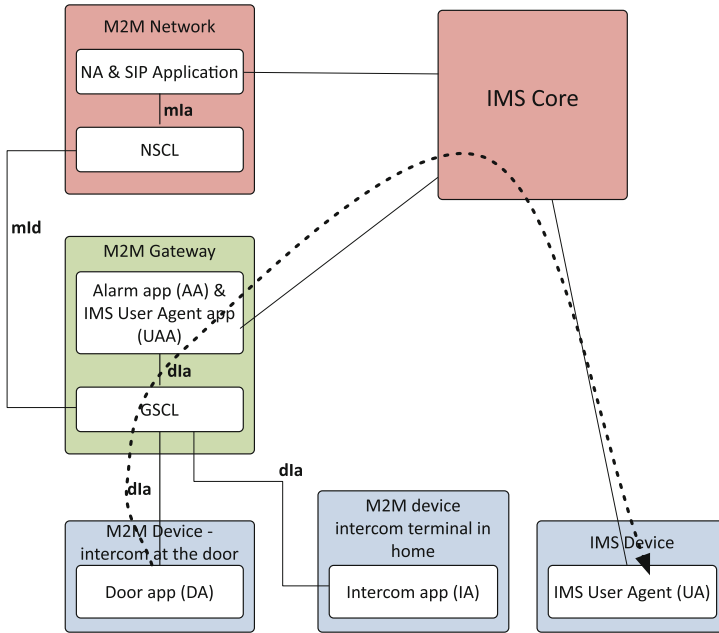 M2M Network
NA & SIP Application
mIa
NSCL
IMS Core
mId
M2M Gateway
Alarm app (AA) &
IMS User Agent app
(UAA)
dIa
GSCL
dIa
dIa
M2M Device -
intercom at the door
Door app (DA)
M2M device
intercom terminal in
home
Intercom app (IA)
IMS Device
IMS User Agent (UA)